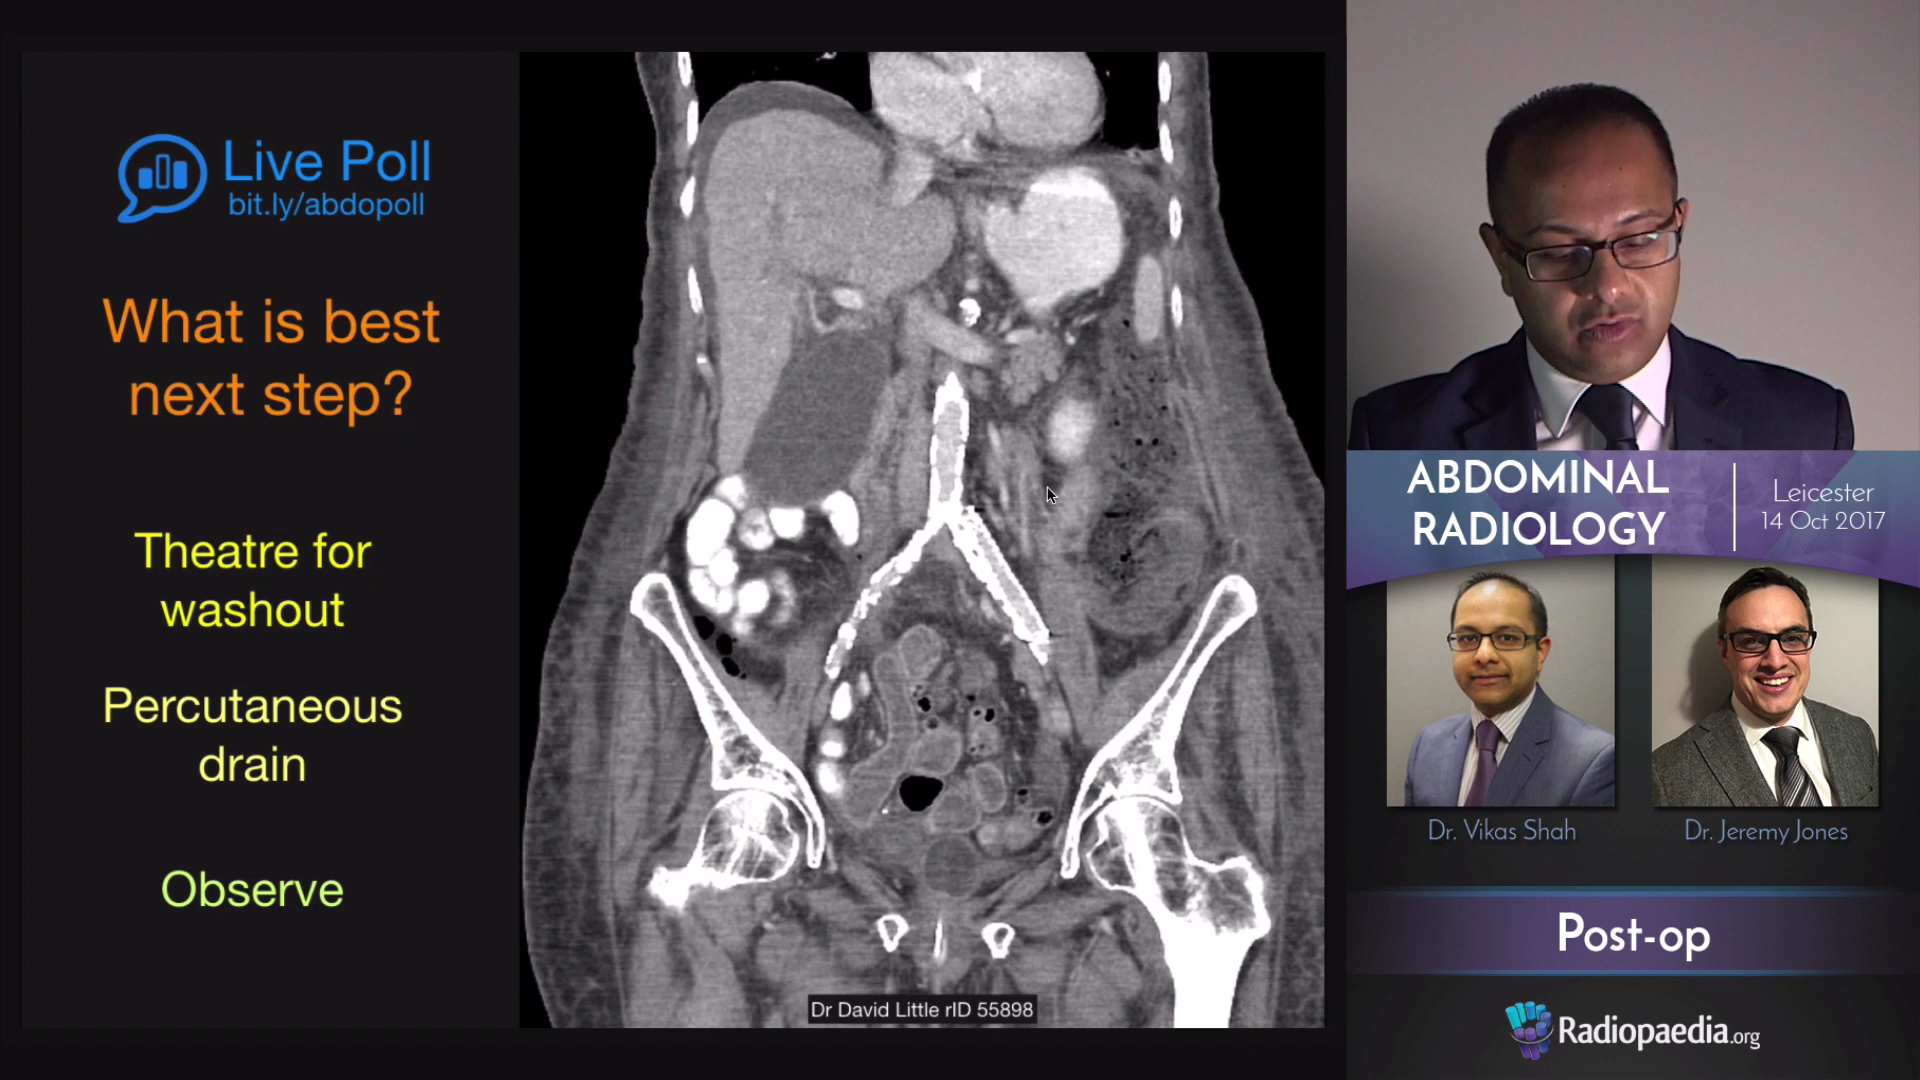 Live Poll
bit.ly/abdopoll
What is best
next step?
Theatre for
washout
Percutaneous
drain
Observe
Dr David Little rID 55898
ABDOMINAL
RADIOLOGY
Leicester
14 Oct 2017
Dr. Vikas Shah
Dr. Jeremy Jones
Post-op
Radiopaedia.org